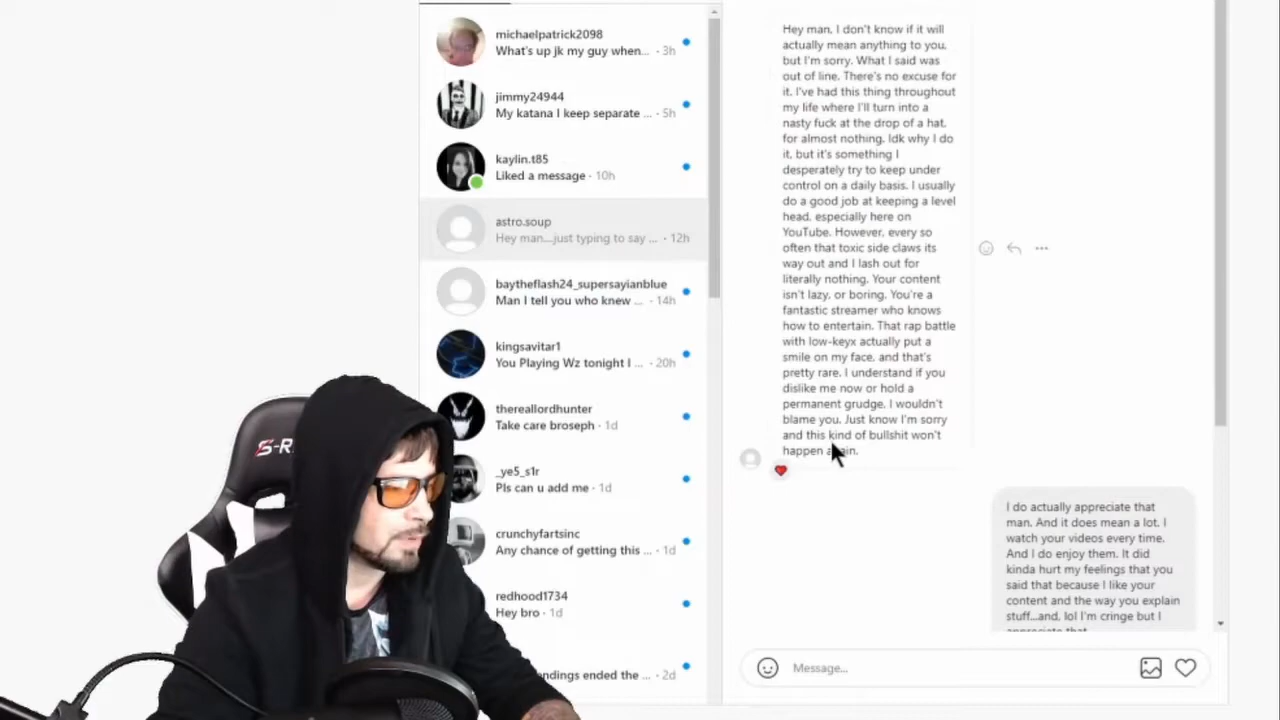 michaelpatrick2098
What's up jk my guy when... · 3h
jimmy24944
My katana I keep separate ... · 5h
kaylin.t85
Liked a message · 10h
astro.soup
Hey man....just typing to say ... · 12h
baytheflash24_supersayianblue
Man I tell you who knew ... · 14h
kingsavitar1
You Playing Wz tonight I ... · 20h
thereallordhunter
Take care broseph · 1d
_ye5_s1r
Pls can u add me · 1d
crunchyfartsinc
Any chance of getting this ... · 1d
redhood1734
Hey bro · 1d
endings ended the ... · 2d
Hey man, I don't know if it will
actually mean anything to you,
but I'm sorry. What I said was
out of line. There's no excuse for
it. I've had this thing throughout
my life where I'll turn into a
nasty fuck at the drop of a hat,
for almost nothing. Idk why I do
it, but it's something I
desperately try to keep under
control on a daily basis. I usually
do a good job at keeping a level
head, especially here on
YouTube. However, every so
often that toxic side claws its
way out and I lash out for
literally nothing. Your content
isn't lazy, or boring. You're a
fantastic streamer who knows
how to entertain. That rap battle
with low-keyx actually put a
smile on my face, and that's
pretty rare. I understand if you
dislike me now or hold a
permanent grudge. I wouldn't
blame you. Just know I'm sorry
and this kind of bullshit won't
happen again.
I do actually appreciate that
man. And it does mean a lot. I
watch your videos every time.
And I do enjoy them. It did
kinda hurt my feelings that you
said that because I like your
content and the way you explain
stuff...and, lol I'm cringe but I
appreciate that
Message...
S-R